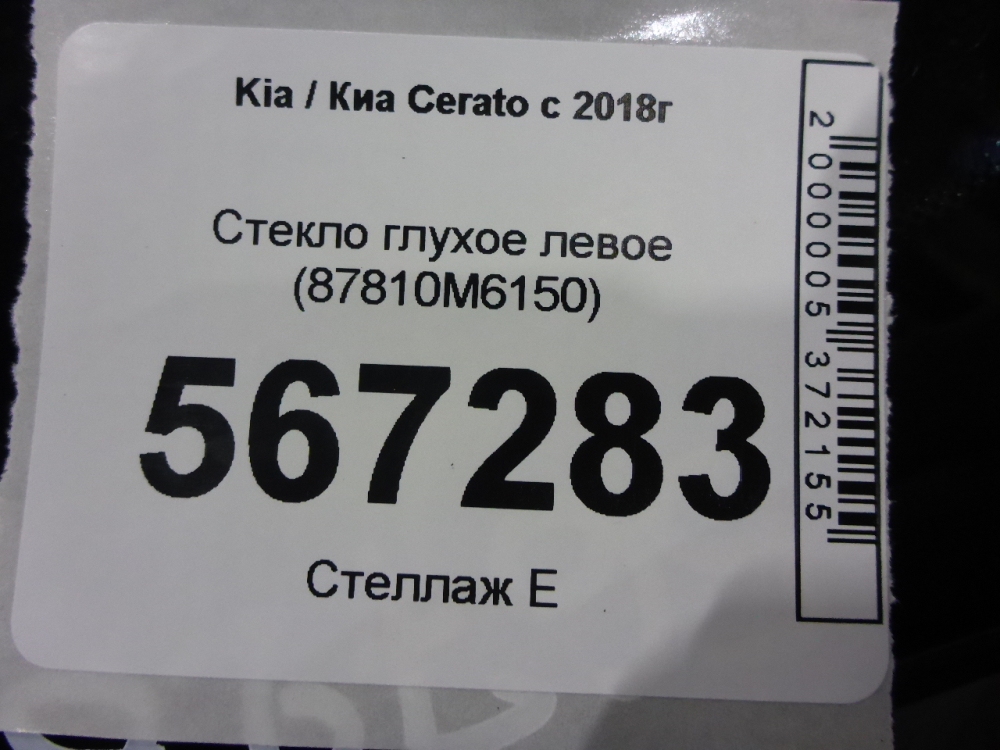 Kia / Киа Cerato с 2018г
Стекло глухое левое
(87810M6150)
567283
Стеллаж Е
2 000005 372155